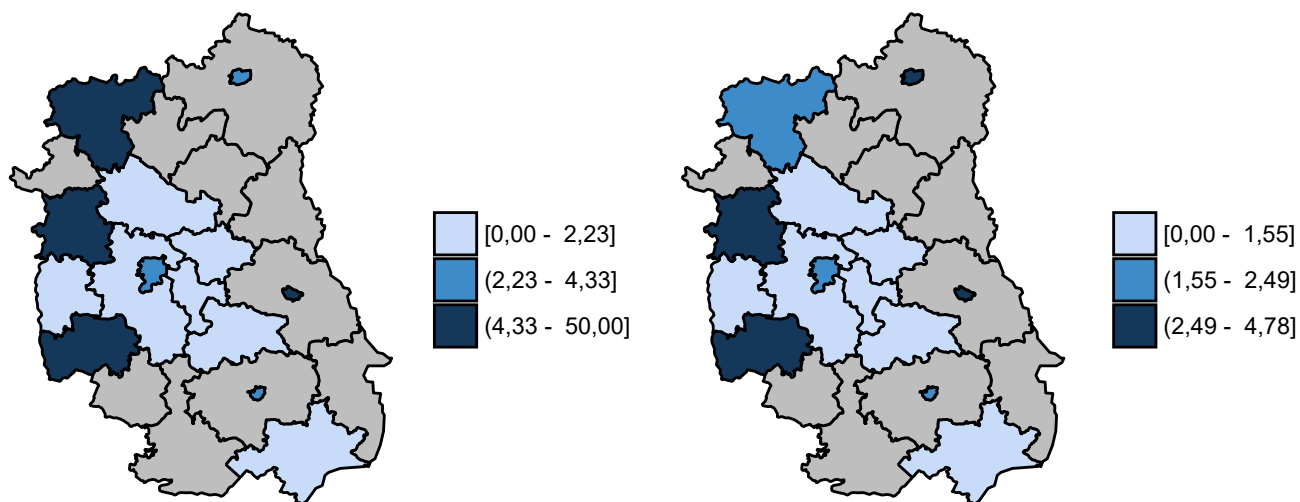 [0,00 - 2,23]
(2,23 - 4,33]
(4,33 - 50,00]
[0,00 - 1,55]
(1,55 - 2,49]
(2,49 - 4,78]